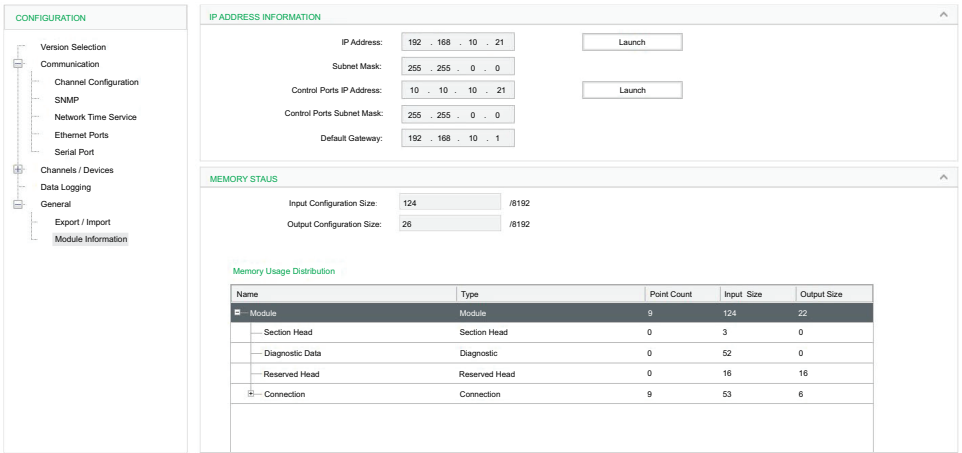 CONFIGURATION
Version Selection
Communication
Channel Configuration
SNMP
Network Time Service
Ethernet Ports
Serial Port
Channels / Devices
Data Logging
General
Export / Import
Module Information
IP ADDRESS INFORMATION
IP Address: 192 . 168 . 10 . 21 Launch
Subnet Mask: 255 . 255 . 0 . 0
Control Ports IP Address: 10 . 10 . 10 . 21 Launch
Control Ports Subnet Mask: 255 . 255 . 0 . 0
Default Gateway: 192 . 168 . 10 . 1
MEMORY STAUS
Input Configuration Size: 124 /8192
Output Configuration Size: 26 /8192
Memory Usage Distribution
Name Type Point Count Input Size Output Size
Module Module 9 124 22
Section Head Section Head 0 3 0
Diagnostic Data Diagnostic 0 52 0
Reserved Head Reserved Head 0 16 16
Connection Connection 9 53 6